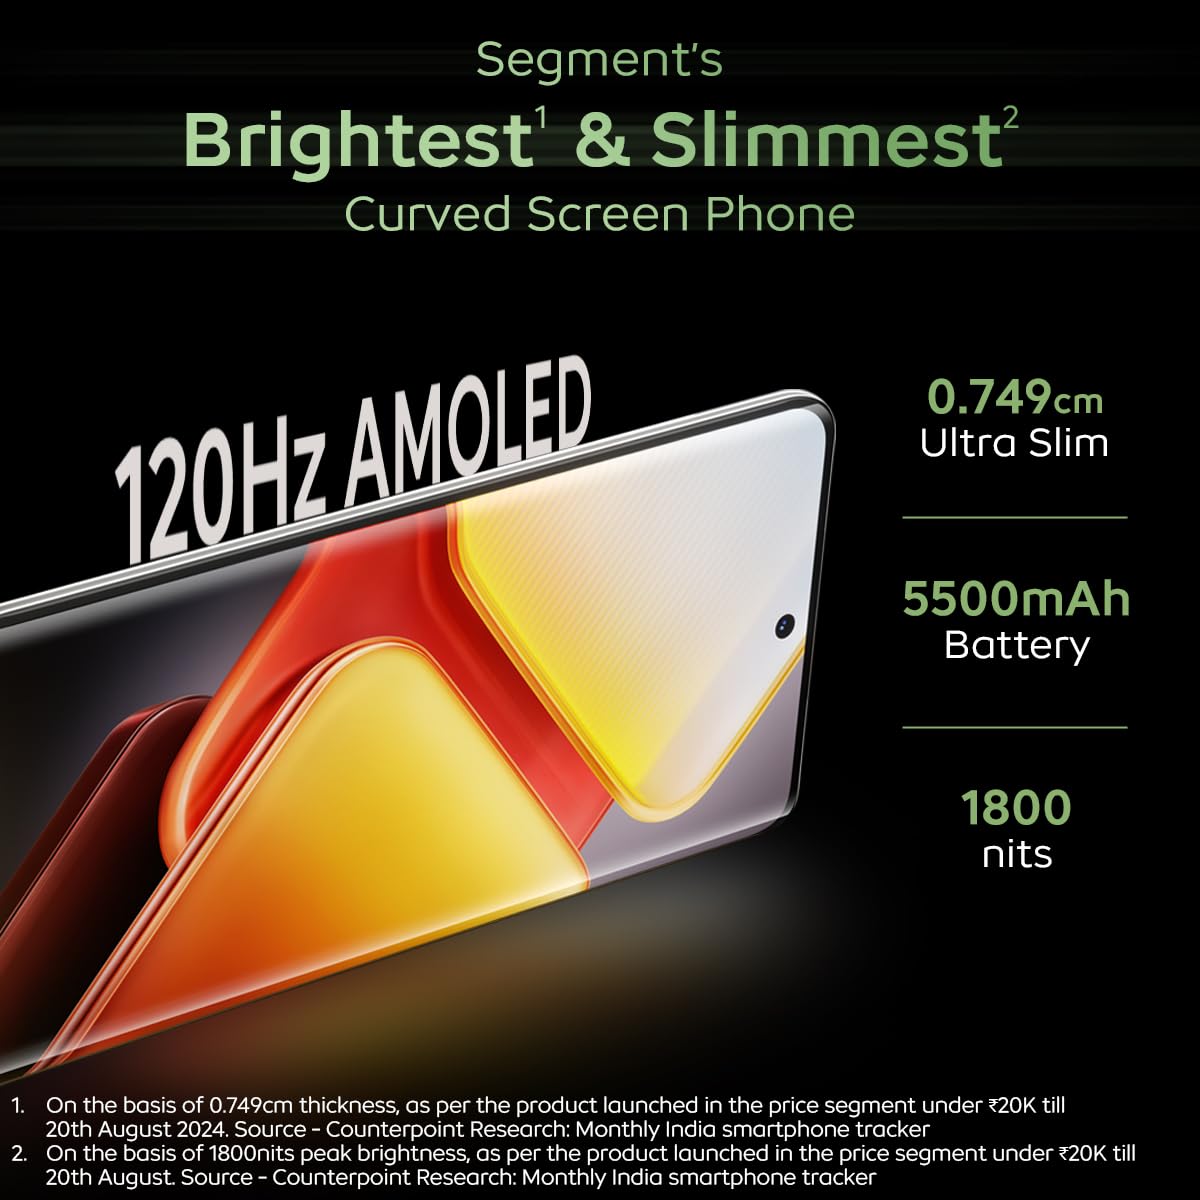 Segment's
Brightest¹ & Slimmest²
Curved Screen Phone
120Hz AMOLED
0.749cm
Ultra Slim
5500mAh
Battery
1800
nits
1. On the basis of 0.749cm thickness, as per the product launched in the price segment under ₹20K till
20th August 2024. Source - Counterpoint Research: Monthly India smartphone tracker
2. On the basis of 1800nits peak brightness, as per the product launched in the price segment under ₹20K till
20th August. Source - Counterpoint Research: Monthly India smartphone tracker